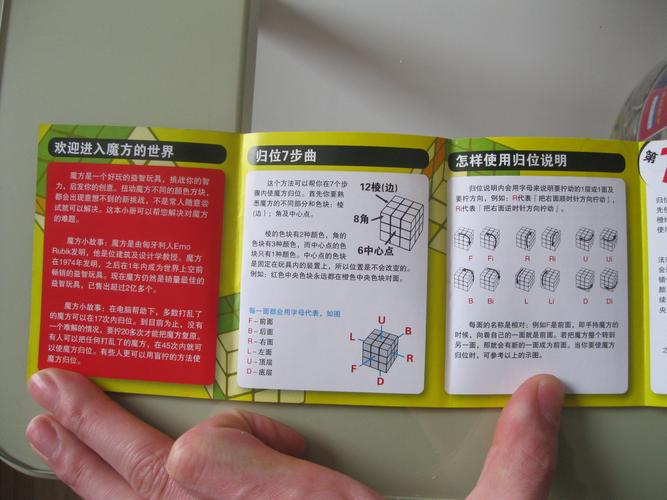 欢迎进入魔方的世界
魔方是一个好玩的益智玩具，挑战你的智
力，启发你的创意。扭动魔方不同的颜色方块，
都会出现意想不到的新挑战，不是常人随意尝
试就可以解决。这本小册可以帮您解决对魔方
的难题。
魔方小故事：魔方是由匈牙利人Erno
Rubik发明，他是位建筑及设计学教授。魔方
在1974年发明，之后在1年内成为世界上空前
畅销的益智玩具。现在魔方仍然是销量最佳的
益智玩具，已售出超过2亿多个。
魔方小故事：在电脑帮助下，多数打乱了
的魔方可以在17次内归位。到目前为止，没有
一个难解的情况，要拧20多次才能把魔方复原。
有人可以把任何打乱了的魔方，在45次内就可
以使魔方归位。有些人更可以用盲拧的方法使
魔方归位。
归位7步曲
这个方法可以帮你在7个步
骤内使魔方归位。首先你要熟
悉魔方的不同部分和色块：棱
(边)；角及中心点。
12棱(边)
8角
6中心点
棱的色块有2种颜色，角的
色块有3种颜色，而中心点的色
块只有1种颜色。中心点的色块
是固定在玩具内的装置上，所以位置是不会改变的。
例如：红色中央色块永远都在橙中央色块对面。
每一面都会用字母代表，如图
F－前面
B－后面
R－右面
L－左面
U－顶层
D－底层
U
B
L
R
F
D
怎样使用归位说明
归位说明内会用字母来说明要拧动的1层或1面及
要拧方向，例如：R代表「把右面顺时针方向拧动」，
Ri代表「把右面逆时针方向拧动」。
F Fi R Ri U Ui
B Bi L Li D Di
每一面的名称是相对：例如F是前面，即手持魔方的
时候，向着自己的一面就是前面。若把魔方整个转到
另一面，那就会有新的一面成为前面。当你要使魔方
归位时，可参考以上的示图。
第